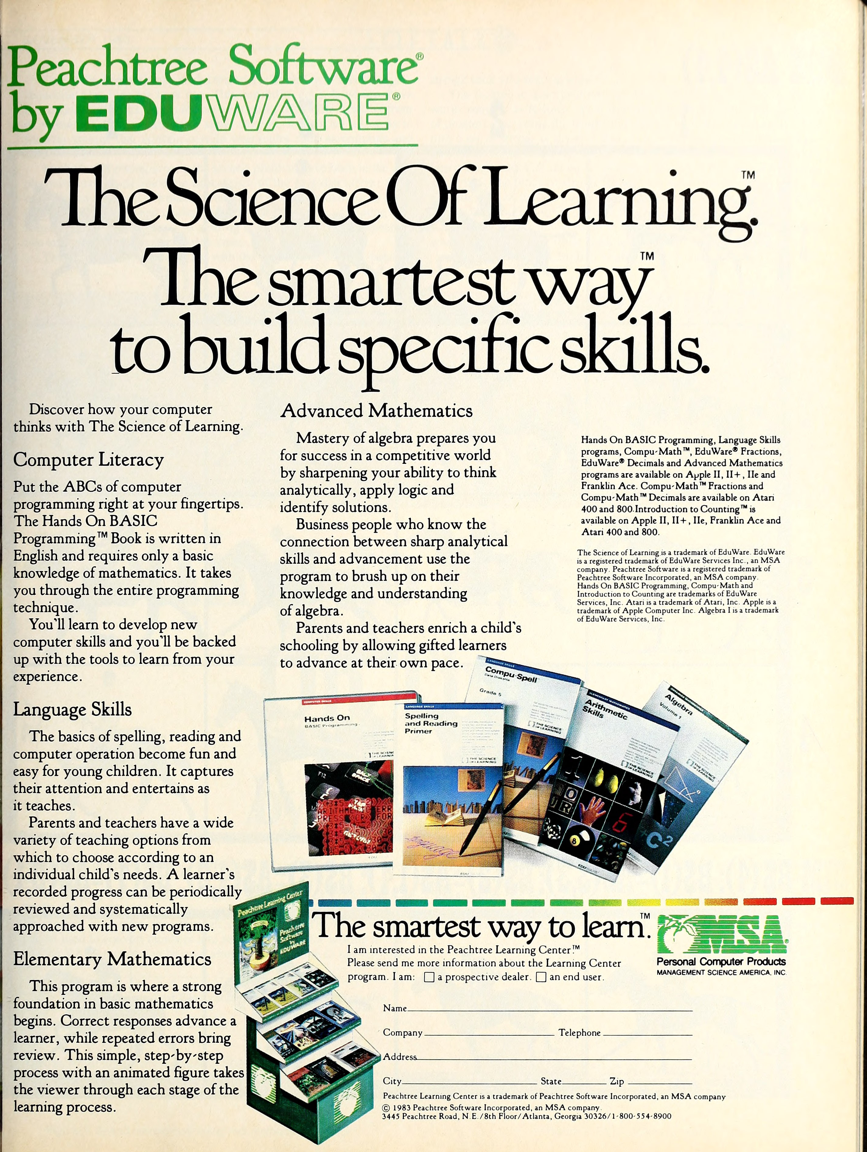 Peachtree Software®
by EDUWARE®
The Science Of Learning.™
The smartest way™
to build specific skills.
Discover how your computer
thinks with The Science of Learning.
Computer Literacy
Put the ABCs of computer
programming right at your fingertips.
The Hands On BASIC
Programming™ Book is written in
English and requires only a basic
knowledge of mathematics. It takes
you through the entire programming
technique.
You'll learn to develop new
computer skills and you'll be backed
up with the tools to learn from your
experience.
Language Skills
The basics of spelling, reading and
computer operation become fun and
easy for young children. It captures
their attention and entertains as
it teaches.
Parents and teachers have a wide
variety of teaching options from
which to choose according to an
individual child's needs. A learner's
recorded progress can be periodically
reviewed and systematically
approached with new programs.
Elementary Mathematics
This program is where a strong
foundation in basic mathematics
begins. Correct responses advance a
learner, while repeated errors bring
review. This simple, step-by-step
process with an animated figure takes
the viewer through each stage of the
learning process.
Advanced Mathematics
Mastery of algebra prepares you
for success in a competitive world
by sharpening your ability to think
analytically, apply logic and
identify solutions.
Business people who know the
connection between sharp analytical
skills and advancement use the
program to brush up on their
knowledge and understanding
of algebra.
Parents and teachers enrich a child's
schooling by allowing gifted learners
to advance at their own pace.
Hands On BASIC Programming, Language Skills
programs, Compu-Math™, EduWare® Fractions,
EduWare® Decimals and Advanced Mathematics
programs are available on Apple II, II+, IIe and
Franklin Ace. Compu-Math™ Fractions and
Compu-Math™ Decimals are available on Atari
400 and 800.Introduction to Counting™ is
available on Apple II, II+, IIe, Franklin Ace and
Atari 400 and 800.
The Science of Learning is a trademark of EduWare. EduWare
is a registered trademark of EduWare Services Inc., an MSA
company. Peachtree Software is a registered trademark of
Peachtree Software Incorporated, an MSA company.
Hands On BASIC Programming, Compu-Math and
Introduction to Counting are trademarks of EduWare
Services, Inc. Atari is a trademark of Atari, Inc. Apple is a
trademark of Apple Computer Inc. Algebra I is a trademark
of EduWare Services, Inc.
Hands On
BASIC Programming
Spelling
and Reading
Primer
Compu-Spell
Grade 5
Arithmetic
Skills
Algebra
Volume 1
Peachtree Learning Center
Peachtree
Software
by
EDUWARE
The smartest way to learn.™
I am interested in the Peachtree Learning Center.™
Please send me more information about the Learning Center
program. I am: ☐ a prospective dealer. ☐ an end user.
Name
Company Telephone
Address
City State Zip
MSA®
Personal Computer Products
MANAGEMENT SCIENCE AMERICA, INC.
Peachtree Learning Center is a trademark of Peachtree Software Incorporated, an MSA company
© 1983 Peachtree Software Incorporated, an MSA company
3445 Peachtree Road, N.E./8th Floor/Atlanta, Georgia 30326/1-800-554-8900